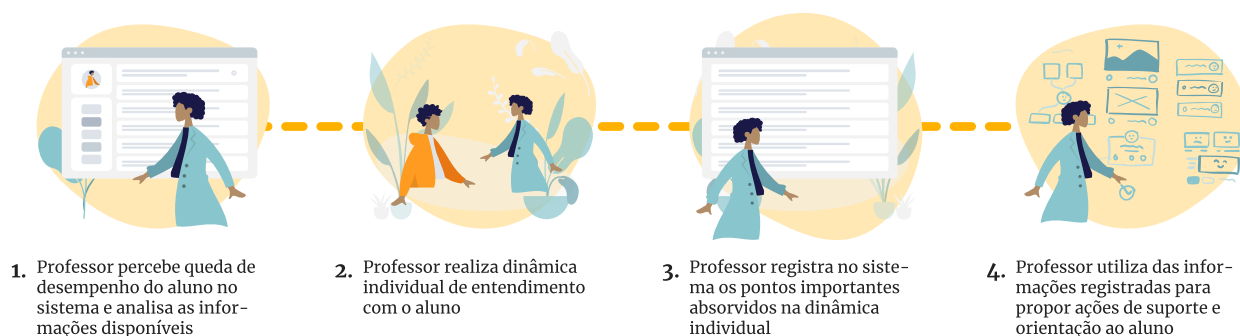 1. Professor percebe queda de
desempenho do aluno no
sistema e analisa as infor-
mações disponíveis
2. Professor realiza dinâmica
individual de entendimento
com o aluno
3. Professor registra no siste-
ma os pontos importantes
absorvidos na dinâmica
individual
4. Professor utiliza das infor-
mações registradas para
propor ações de suporte e
orientação ao aluno